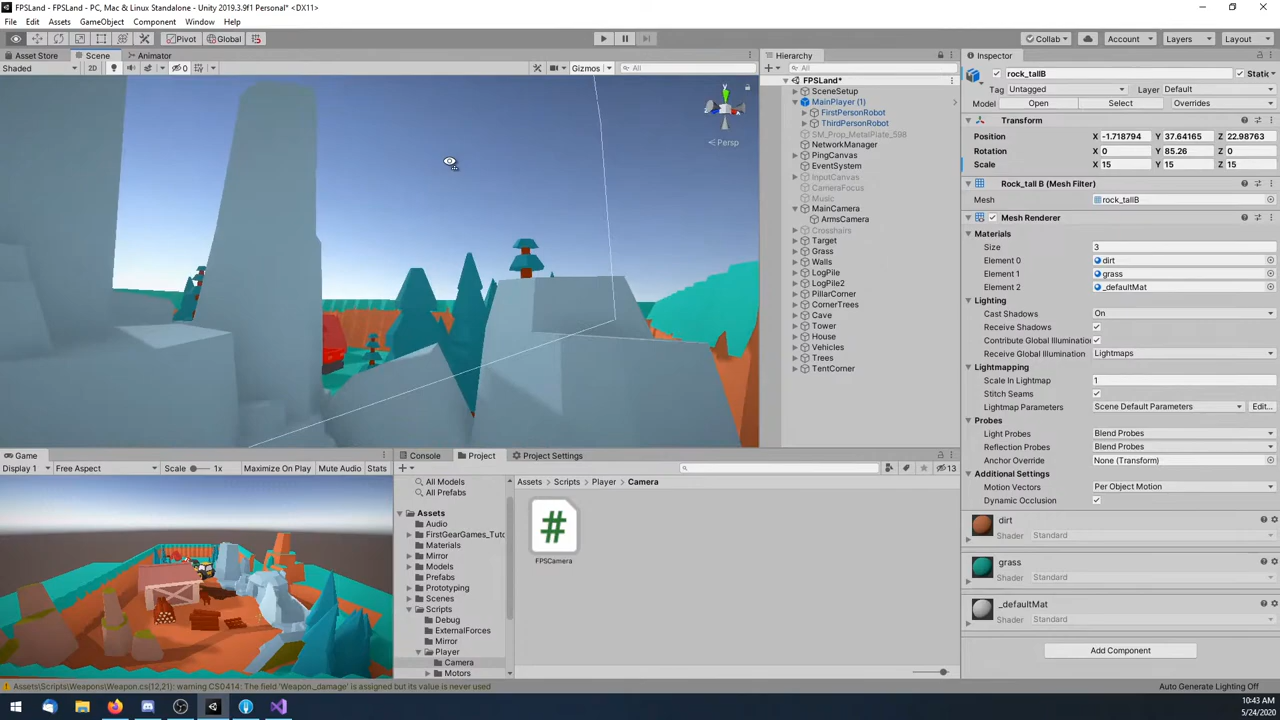 FPSLand - FPSLand - PC, Mac & Linux Standalone - Unity 2019.3.9f1 Personal* <DX11>
File Edit Assets GameObject Component Window Help
Pivot Global Collab Account Layers Layout
Asset Store Scene Animator
Shaded 2D 0 Gizmos All
Persp
Hierarchy
All
FPSLand*
SceneSetup
MainPlayer (1)
FirstPersonRobot
ThirdPersonRobot
SM_Prop_MetalPlate_598
NetworkManager
PingCanvas
EventSystem
InputCanvas
CameraFocus
Music
MainCamera
ArmsCamera
Crosshairs
Target
Grass
Walls
LogPile
LogPile2
PillarCorner
CornerTrees
Cave
Tower
House
Vehicles
Trees
TentCorner
Inspector
rock_tallB Static
Tag Untagged Layer Default
Model Open Select Overrides
Transform
Position X -1.718794 Y 37.64165 Z 22.98763
Rotation X 0 Y 85.26 Z 0
Scale X 15 Y 15 Z 15
Rock_tall B (Mesh Filter)
Mesh rock_tallB
Mesh Renderer
Materials
Size 3
Element 0 dirt
Element 1 grass
Element 2 _defaultMat
Lighting
Cast Shadows On
Receive Shadows
Contribute Global Illumination
Receive Global Illumination Lightmaps
Lightmapping
Scale In Lightmap 1
Stitch Seams
Lightmap Parameters Scene Default Parameters Edit...
Probes
Light Probes Blend Probes
Reflection Probes Blend Probes
Anchor Override None (Transform)
Additional Settings
Motion Vectors Per Object Motion
Dynamic Occlusion
dirt
Shader Standard
grass
Shader Standard
_defaultMat
Shader Standard
Add Component
Game
Display 1 Free Aspect Scale 1x Maximize On Play Mute Audio Stats
Console Project Project Settings
13
All Models
All Prefabs
Assets
Audio
FirstGearGames_Tuto
Materials
Mirror
Models
Prefabs
Prototyping
Scenes
Scripts
Debug
ExternalForces
Mirror
Player
Camera
Motors
Assets Scripts Player Camera
#
FPSCamera
Assets\Scripts\Weapons\Weapon.cs(12,21): warning CS0414: The field 'Weapon._damage' is assigned but its value is never used
Auto Generate Lighting Off
10:43 AM
5/24/2020